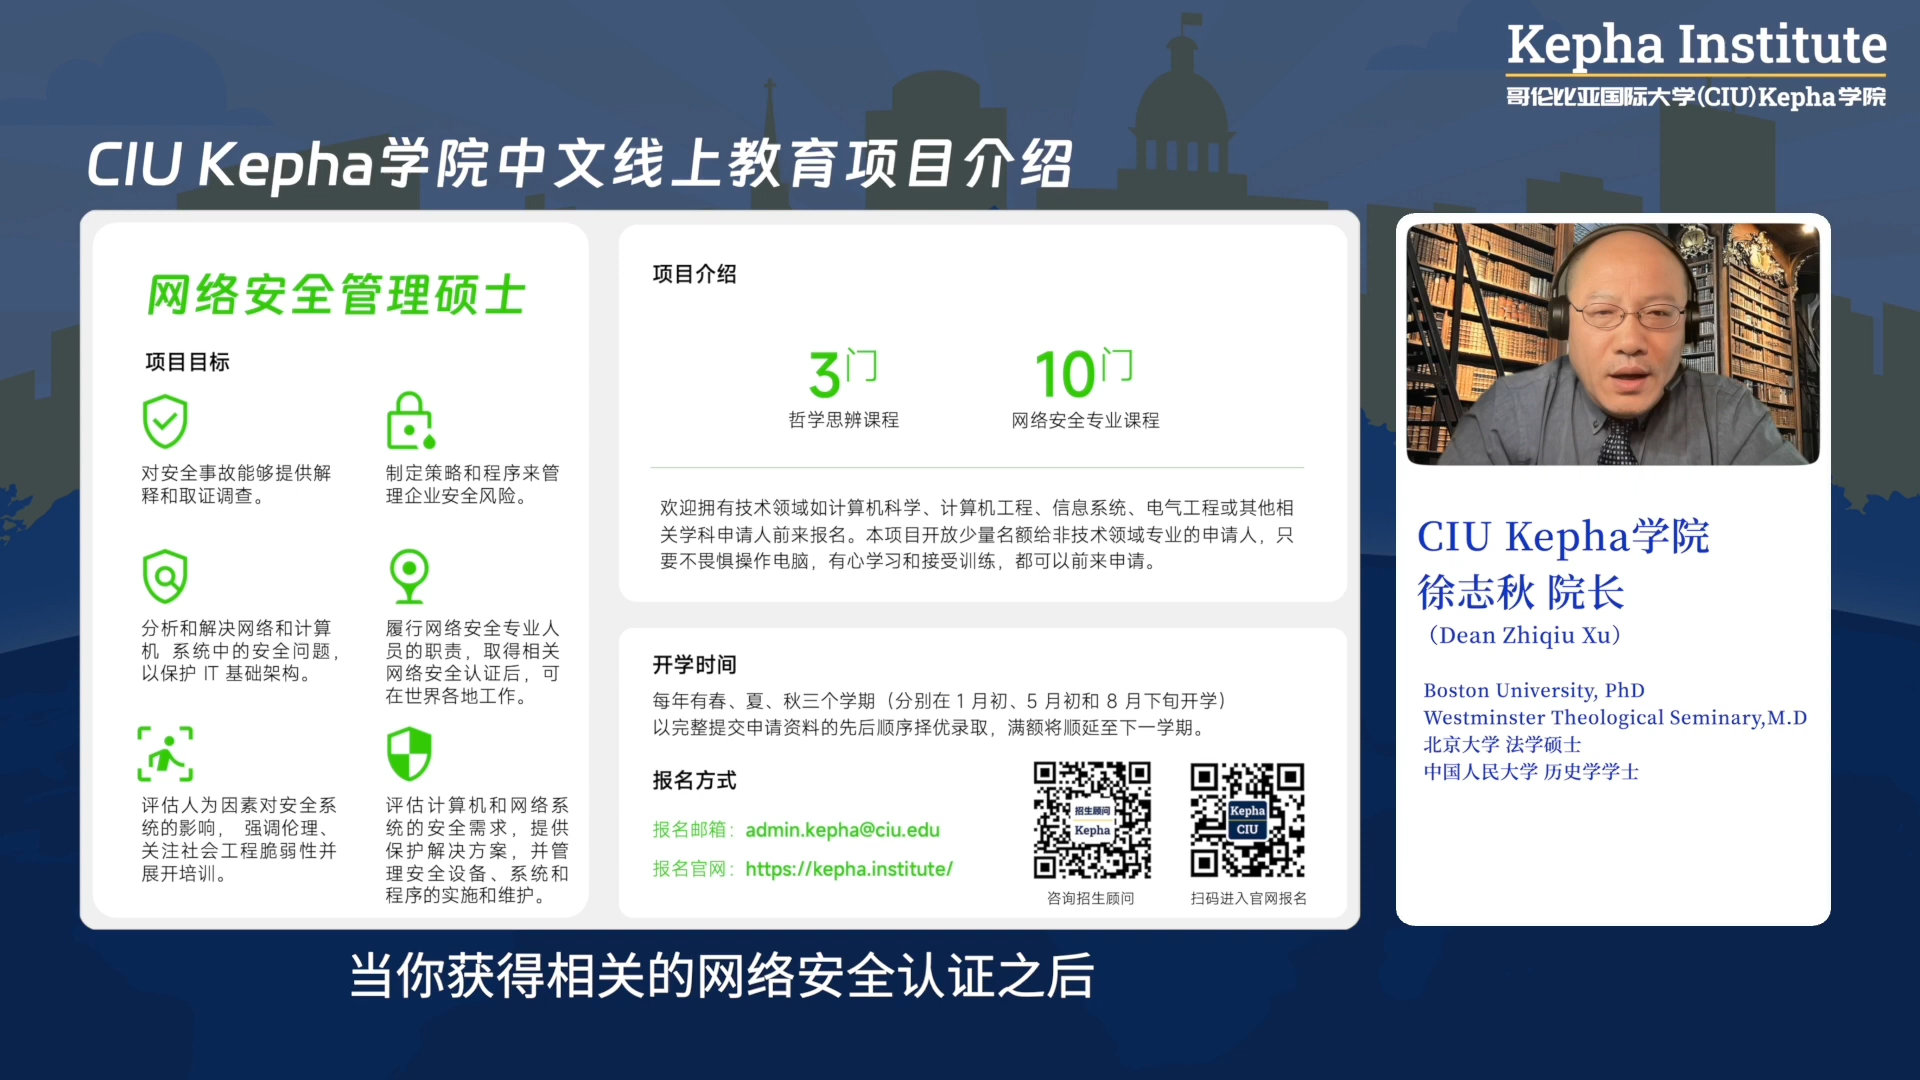 Kepha Institute
哥伦比亚国际大学(CIU)Kepha学院
CIU Kepha学院中文线上教育项目介绍
网络安全管理硕士
项目目标
对安全事故能够提供解
释和取证调查。
制定策略和程序来管
理企业安全风险。
分析和解决网络和计算
机 系统中的安全问题，
以保护 IT 基础架构。
履行网络安全专业人
员的职责，取得相关
网络安全认证后，可
在世界各地工作。
评估人为因素对安全系
统的影响， 强调伦理、
关注社会工程脆弱性并
展开培训。
评估计算机和网络系
统的安全需求，提供
保护解决方案，并管
理安全设备、系统和
程序的实施和维护。
项目介绍
3门
哲学思辨课程
10门
网络安全专业课程
欢迎拥有技术领域如计算机科学、计算机工程、信息系统、电气工程或其他相
关学科申请人前来报名。本项目开放少量名额给非技术领域专业的申请人，只
要不畏惧操作电脑，有心学习和接受训练，都可以前来申请。
开学时间
每年有春、夏、秋三个学期（分别在 1 月初、5 月初和 8 月下旬开学）
以完整提交申请资料的先后顺序择优录取，满额将顺延至下一学期。
报名方式
报名邮箱：admin.kepha@ciu.edu
报名官网：https://kepha.institute/
招生顾问
Kepha
咨询招生顾问
Kepha
CIU
扫码进入官网报名
CIU Kepha学院
徐志秋 院长
（Dean Zhiqiu Xu）
Boston University, PhD
Westminster Theological Seminary,M.D
北京大学 法学硕士
中国人民大学 历史学学士
当你获得相关的网络安全认证之后